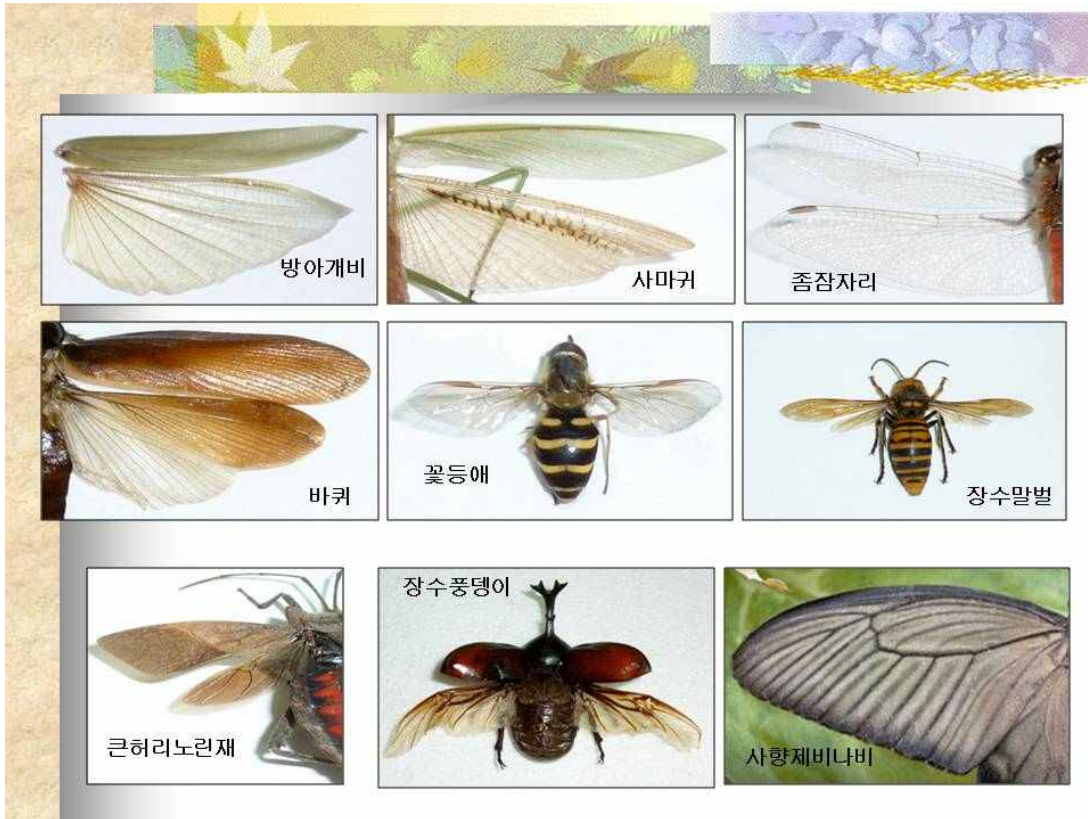 방아개비
사마귀
좀잠자리
바퀴
꽃등애
장수말벌
큰허리노린재
장수풍뎅이
사향제비나비